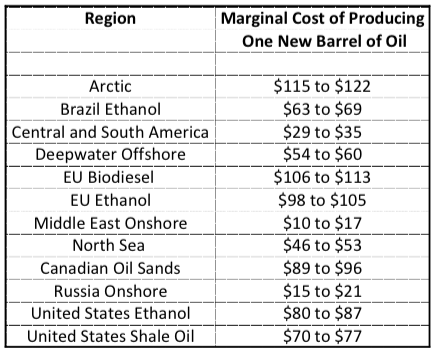 Region Marginal Cost of Producing
One New Barrel of Oil
Arctic $115 to $122
Brazil Ethanol $63 to $69
Central and South America $29 to $35
Deepwater Offshore $54 to $60
EU Biodiesel $106 to $113
EU Ethanol $98 to $105
Middle East Onshore $10 to $17
North Sea $46 to $53
Canadian Oil Sands $89 to $96
Russia Onshore $15 to $21
United States Ethanol $80 to $87
United States Shale Oil $70 to $77